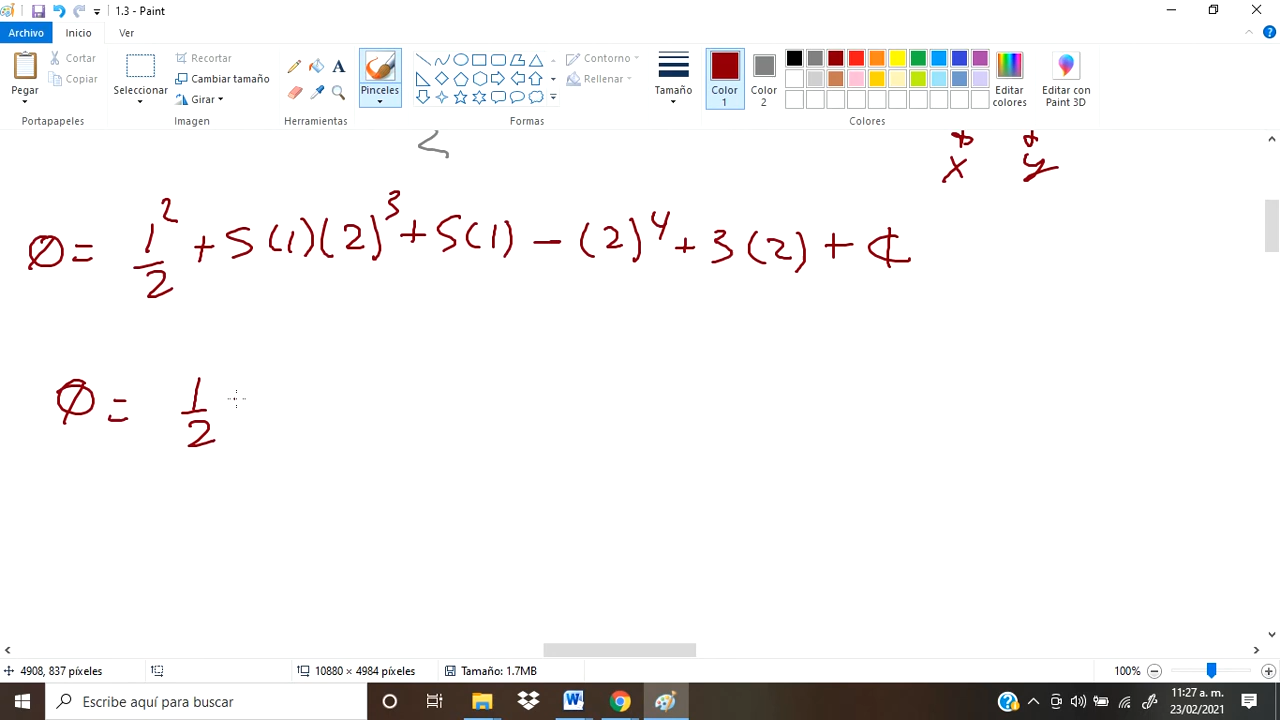 1.3 - Paint
Archivo Inicio Ver
Pegar
Cortar
Copiar
Portapapeles
Seleccionar
Recortar
Cambiar tamaño
Girar
Imagen
A
Herramientas
Pinceles
Contorno
Rellenar
Formas
Tamaño
Color 1
Color 2
Editar colores
Editar con Paint 3D
Colores
x y
∅ = 1²/2 + 5(1)(2)³ + 5(1) - (2)⁴ + 3(2) + ₵
∅ = 1/2
4908, 837 píxeles 10880 × 4984 píxeles Tamaño: 1.7MB 100%
Escribe aquí para buscar
11:27 a. m.
23/02/2021